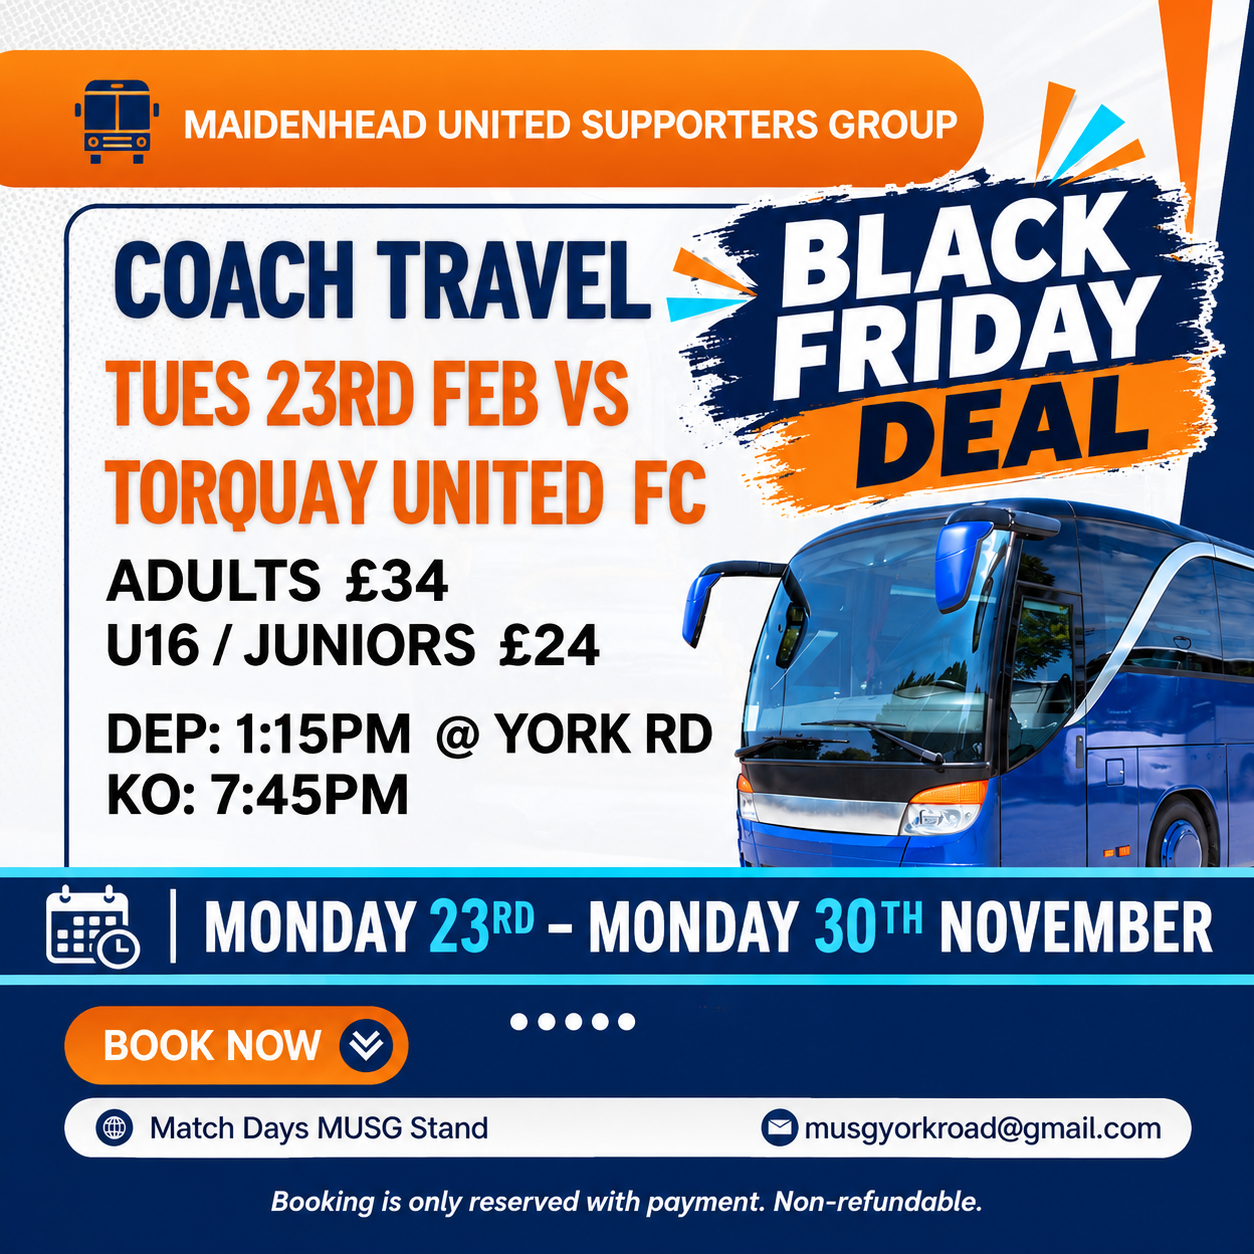 MAIDENHEAD UNITED SUPPORTERS GROUP
BLACK
FRIDAY
DEAL
COACH TRAVEL
TUES 23RD FEB VS
TORQUAY UNITED FC
ADULTS £34
U16 / JUNIORS £24
DEP: 1:15PM @ YORK RD
KO: 7:45PM
MONDAY 23RD – MONDAY 30TH NOVEMBER
BOOK NOW
Match Days MUSG Stand
musgyorkroad@gmail.com
Booking is only reserved with payment. Non-refundable.